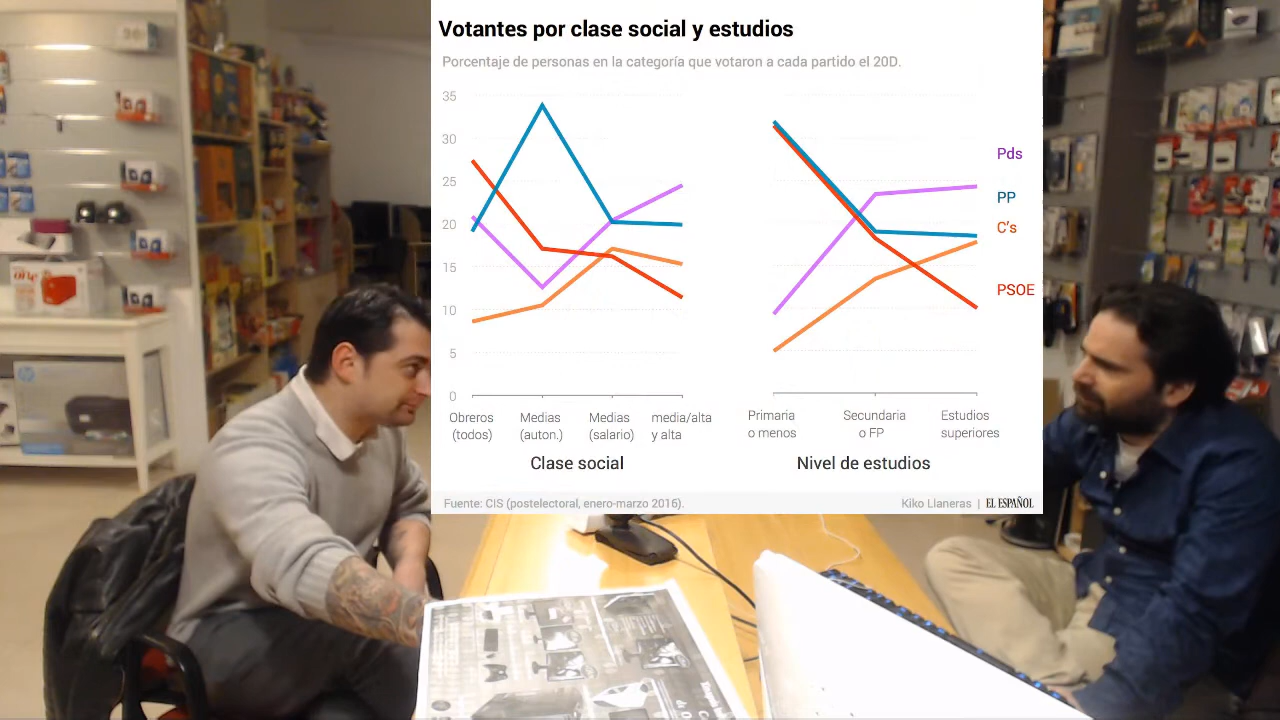 Votantes por clase social y estudios
Porcentaje de personas en la categoría que votaron a cada partido el 20D.
35
30
25
20
15
10
5
0
Obreros
(todos)
Medias
(auton.)
Medias
(salario)
media/alta
y alta
Clase social
Primaria
o menos
Secundaria
o FP
Estudios
superiores
Nivel de estudios
Pds
PP
C's
PSOE
Fuente: CIS (postelectoral, enero-marzo 2016).
Kiko Llaneras | EL ESPAÑOL
hp